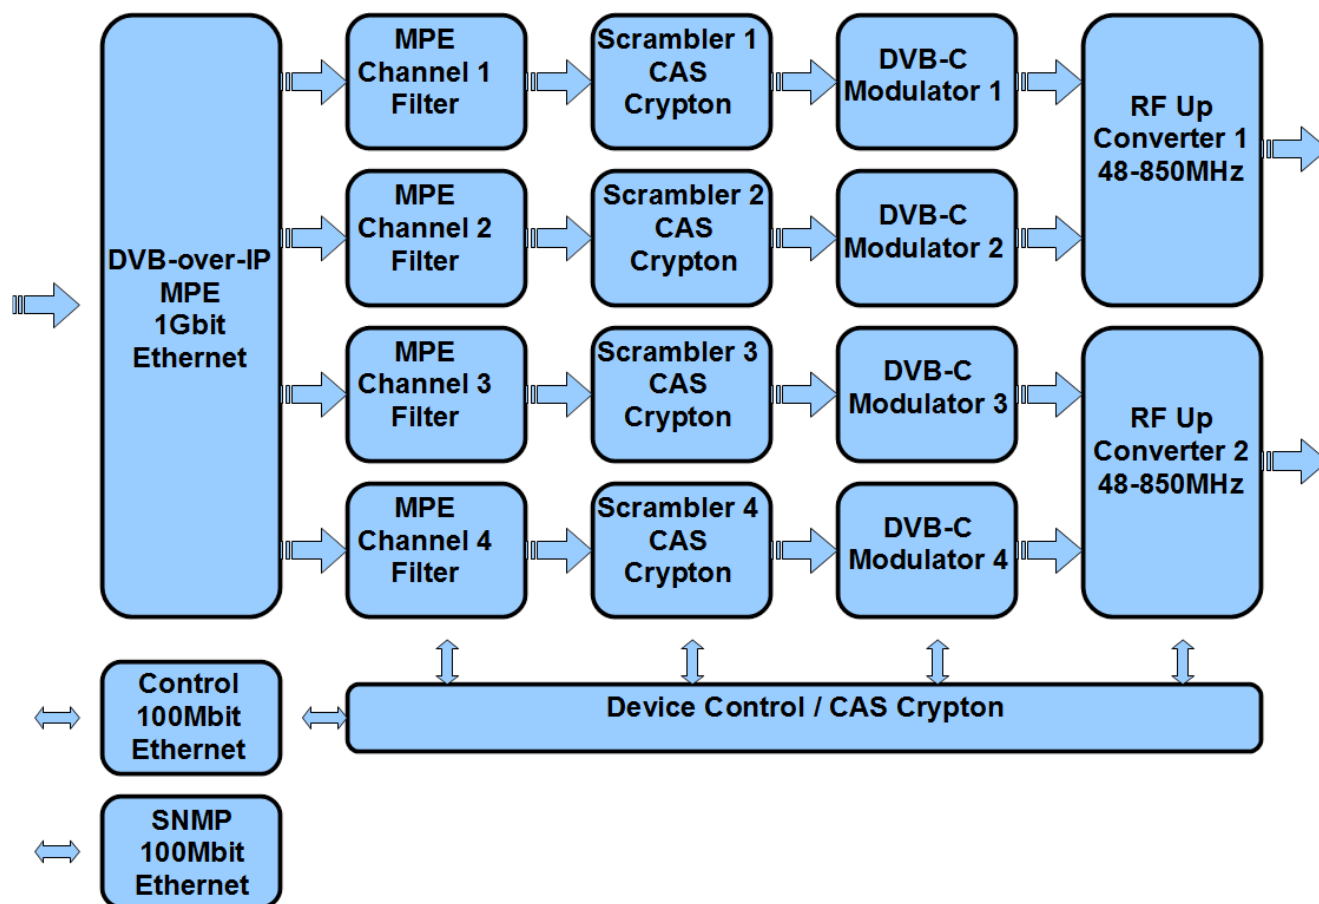 DVB-over-IP
MPE
1Gbit
Ethernet
MPE
Channel 1
Filter
Scrambler 1
CAS
Crypton
DVB-C
Modulator 1
RF Up
Converter 1
48-850MHz
MPE
Channel 2
Filter
Scrambler 2
CAS
Crypton
DVB-C
Modulator 2
MPE
Channel 3
Filter
Scrambler 3
CAS
Crypton
DVB-C
Modulator 3
RF Up
Converter 2
48-850MHz
MPE
Channel 4
Filter
Scrambler 4
CAS
Crypton
DVB-C
Modulator 4
Control
100Mbit
Ethernet
Device Control / CAS Crypton
SNMP
100Mbit
Ethernet